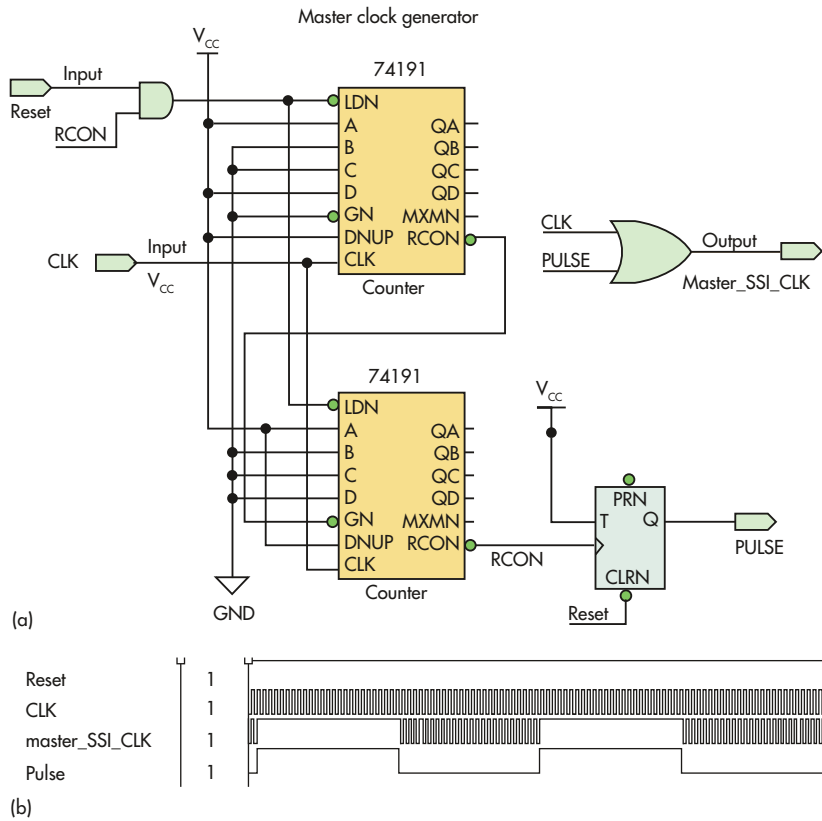 Master clock generator
VCC
74191
Input
Reset
RCON
LDN
A
B
C
D
GN
DNUP
CLK
QA
QB
QC
QD
MXMN
RCON
Counter
CLK
Input
VCC
CLK
PULSE
Output
Master_SSI_CLK
74191
LDN
A
B
C
D
GN
DNUP
CLK
QA
QB
QC
QD
MXMN
RCON
Counter
RCON
VCC
PRN
T
Q
CLRN
PULSE
Reset
GND
(a)
Reset 1
CLK 1
master_SSI_CLK 1
Pulse 1
(b)